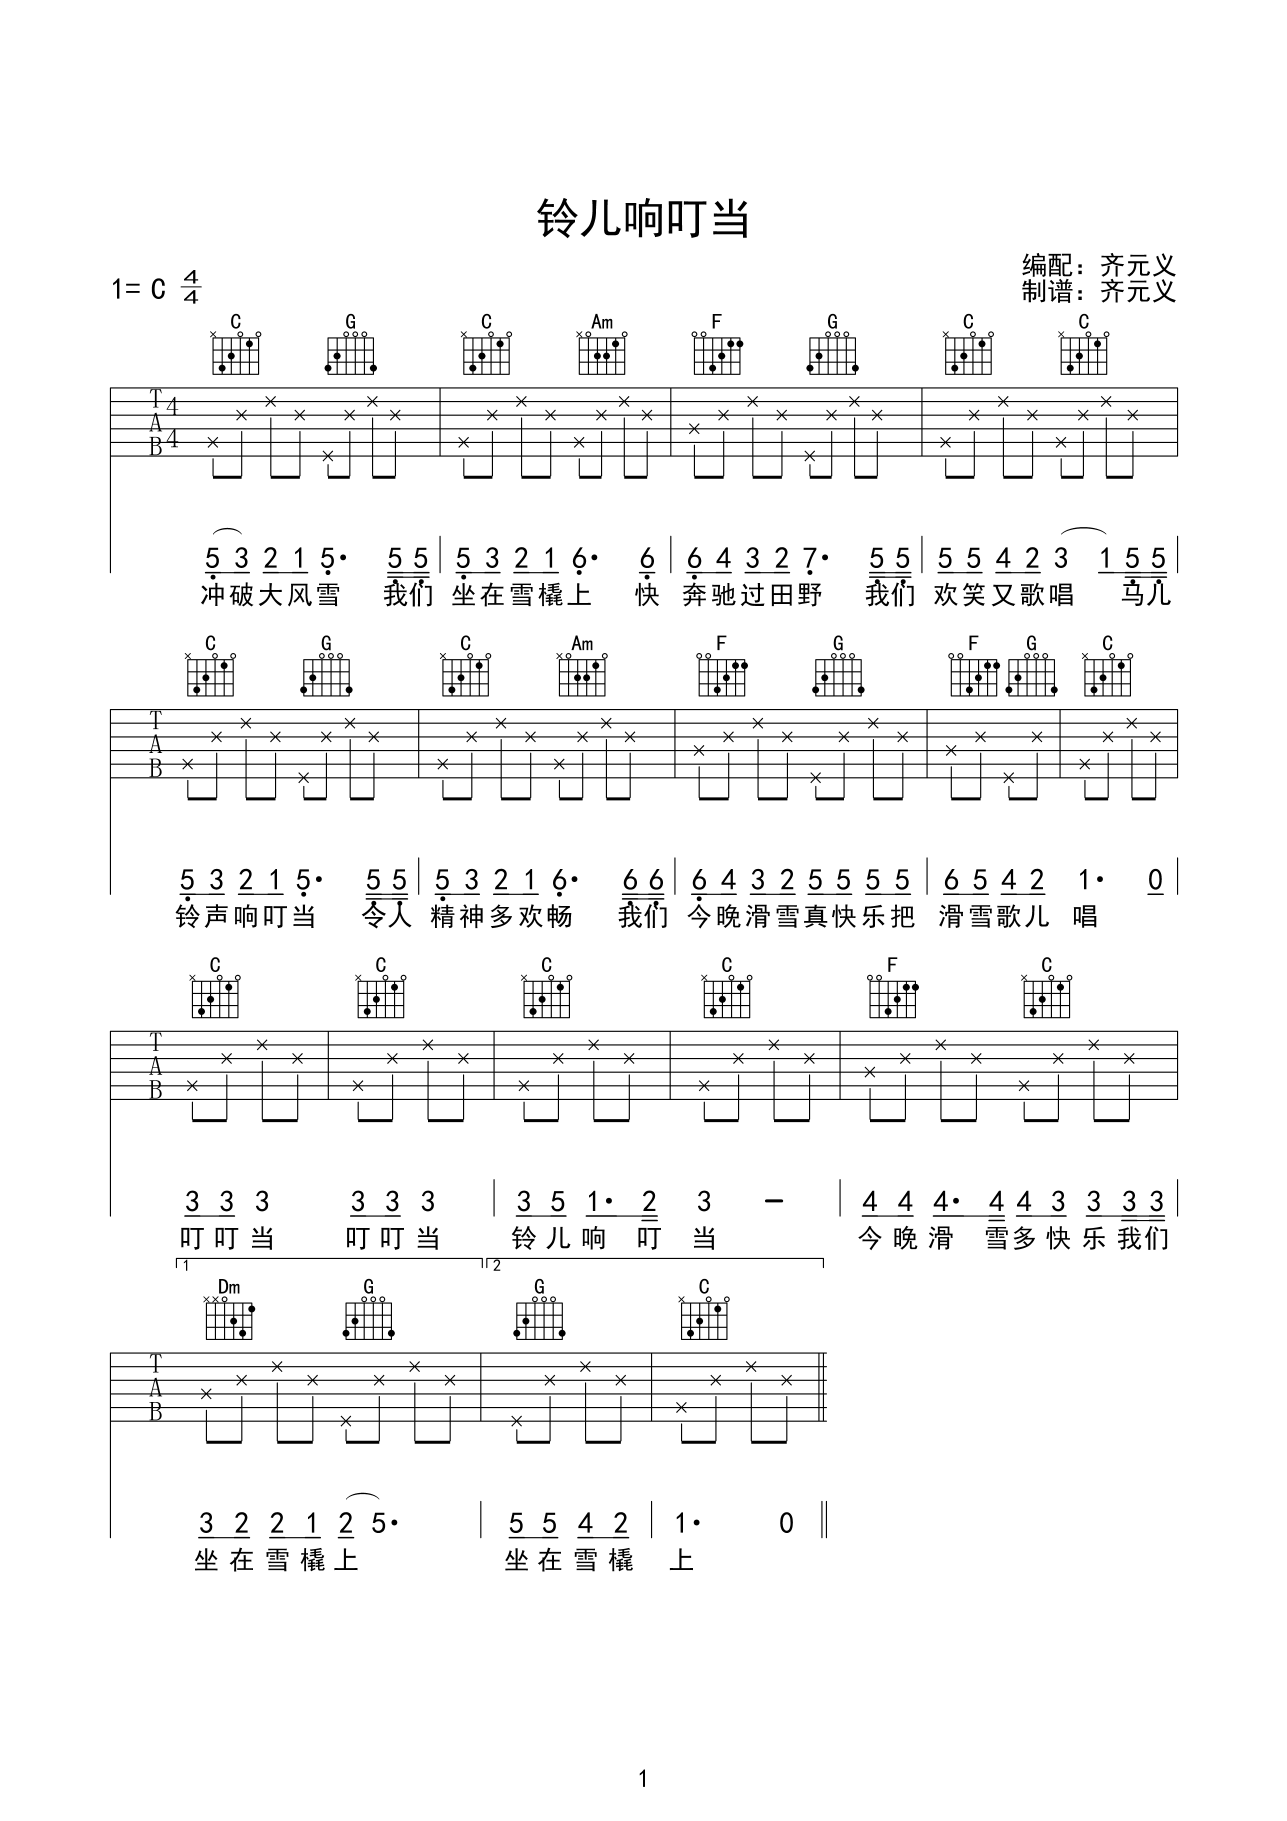 铃儿响叮当
编配：齐元义
1= C 4/4 制谱：齐元义
C G C Am F G C C
T A B 4 4
5 3 2 1 5· 5 5 5 3 2 1 6· 6 6 4 3 2 7· 5 5 5 5 4 2 3 1 5 5
冲破大风雪 我们 坐在雪橇上 快 奔驰过田野 我们 欢笑又歌唱 马儿
C G C Am F G F G C
T A B
5 3 2 1 5· 5 5 5 3 2 1 6· 6 6 6 4 3 2 5 5 5 5 6 5 4 2 1· 0
铃声响叮当 令人 精神多欢畅 我们 今晚滑雪真快乐把 滑雪歌儿 唱
C C C C F C
T A B
3 3 3 3 3 3 3 5 1· 2 3 – 4 4 4· 4 4 3 3 3 3
叮叮当 叮叮当 铃儿响 叮 当 今晚滑 雪多快乐我们
1 2
Dm G G C
T A B
3 2 2 1 2 5· 5 5 4 2 1· 0
坐在雪橇上 坐在雪橇 上
1